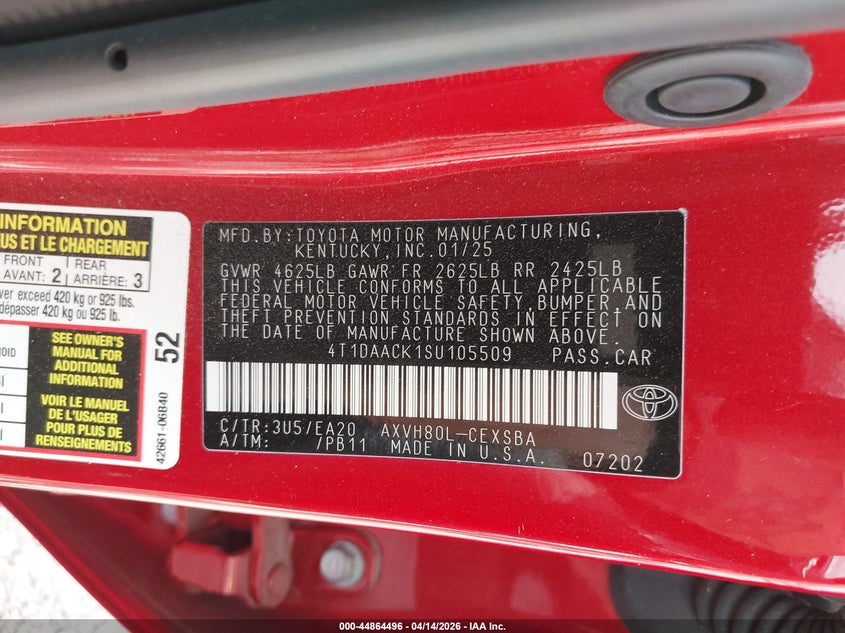 INFORMATION
US ET LE CHARGEMENT
FRONT
AVANT: 2
REAR
ARRIÈRE: 3
ver exceed 420 kg or 925 lbs.
dépasser 420 kg ou 925 lb.
SEE OWNER'S
MANUAL FOR
ADDITIONAL
INFORMATION
VOIR LE MANUEL
DE L'USAGER
POUR PLUS DE
RENSEIGNEMENTS
52
42661-06B40
MFD.BY:TOYOTA MOTOR MANUFACTURING,
KENTUCKY,INC.01/25
GVWR 4625LB GAWR FR 2625LB RR 2425LB
THIS VEHICLE CONFORMS TO ALL APPLICABLE
FEDERAL MOTOR VEHICLE SAFETY, BUMPER, AND
THEFT PREVENTION STANDARDS IN EFFECT ON
THE DATE OF MANUFACTURE SHOWN ABOVE.
4T1DAACK1SU105509 PASS.CAR
C/TR:3U5/EA20 AXVH80L-CEXSBA
A/TM: /PB11 MADE IN U.S.A. 07202
000-44864496 - 04/14/2026 - IAA Inc.